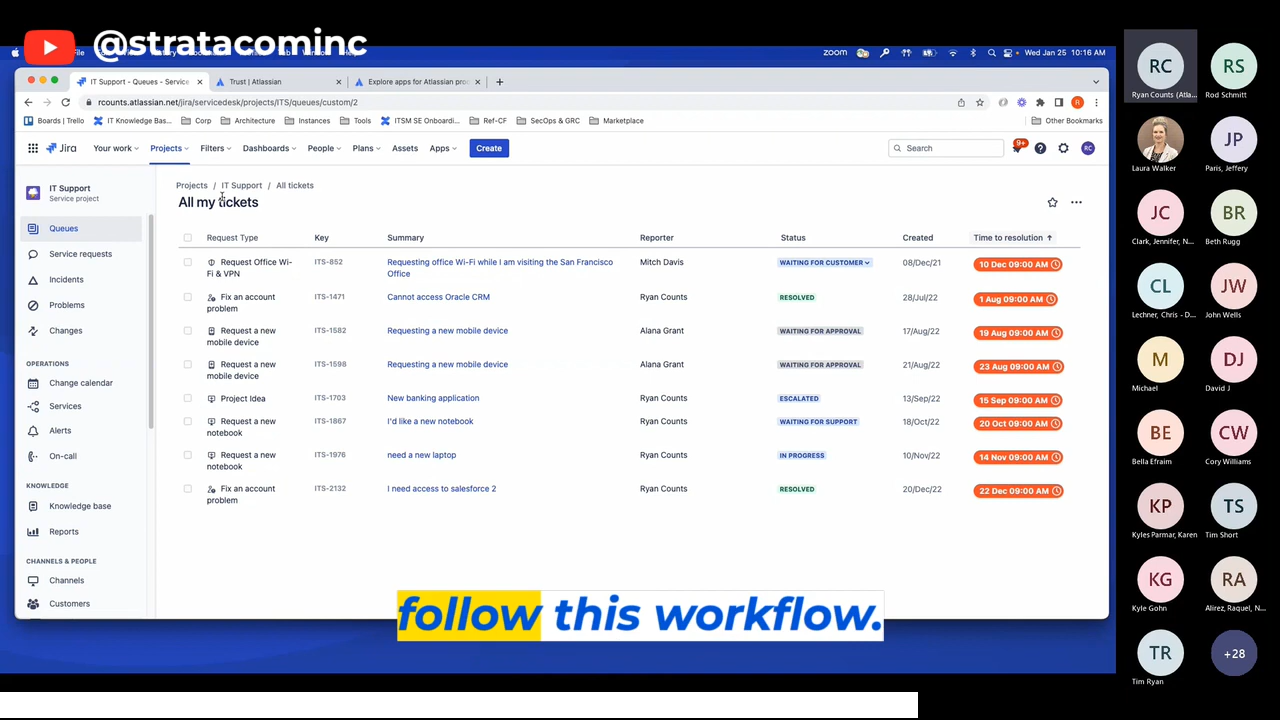 @stratacominc
File
zoom
Wed Jan 25 10:16 AM
IT Support - Queues - Service
Trust | Atlassian
Explore apps for Atlassian pro
rcounts.atlassian.net/jira/servicedesk/projects/ITS/queues/custom/2
Boards | Trello
IT Knowledge Bas...
Corp
Architecture
Instances
Tools
ITSM SE Onboardi...
Ref-CF
SecOps & GRC
Marketplace
Other Bookmarks
Jira
Your work
Projects
Filters
Dashboards
People
Plans
Assets
Apps
Create
Search
9+
RC
IT Support
Service project
Queues
Service requests
Incidents
Problems
Changes
OPERATIONS
Change calendar
Services
Alerts
On-call
KNOWLEDGE
Knowledge base
Reports
CHANNELS & PEOPLE
Channels
Customers
Projects / IT Support / All tickets
All my tickets
Request Type Key Summary Reporter Status Created Time to resolution
Request Office Wi-
Fi & VPN
ITS-852
Requesting office Wi-Fi while I am visiting the San Francisco
Office
Mitch Davis
WAITING FOR CUSTOMER
08/Dec/21
10 Dec 09:00 AM
Fix an account
problem
ITS-1471
Cannot access Oracle CRM
Ryan Counts
RESOLVED
28/Jul/22
1 Aug 09:00 AM
Request a new
mobile device
ITS-1582
Requesting a new mobile device
Alana Grant
WAITING FOR APPROVAL
17/Aug/22
19 Aug 09:00 AM
Request a new
mobile device
ITS-1598
Requesting a new mobile device
Alana Grant
WAITING FOR APPROVAL
21/Aug/22
23 Aug 09:00 AM
Project Idea
ITS-1703
New banking application
Ryan Counts
ESCALATED
13/Sep/22
15 Sep 09:00 AM
Request a new
notebook
ITS-1867
I'd like a new notebook
Ryan Counts
WAITING FOR SUPPORT
18/Oct/22
20 Oct 09:00 AM
Request a new
notebook
ITS-1976
need a new laptop
Ryan Counts
IN PROGRESS
10/Nov/22
14 Nov 09:00 AM
Fix an account
problem
ITS-2132
I need access to salesforce 2
Ryan Counts
RESOLVED
20/Dec/22
22 Dec 09:00 AM
follow this workflow.
RC
Ryan Counts (Atla...
RS
Rod Schmitt
Laura Walker
JP
Paris, Jeffery
JC
Clark, Jennifer, N...
BR
Beth Rugg
CL
Lechner, Chris - D...
JW
John Wells
M
Michael
DJ
David J
BE
Bella Efraim
CW
Cory Williams
KP
Kyles Parmar, Karen
TS
Tim Short
KG
Kyle Gohn
RA
Alirez, Raquel, N...
TR
Tim Ryan
+28